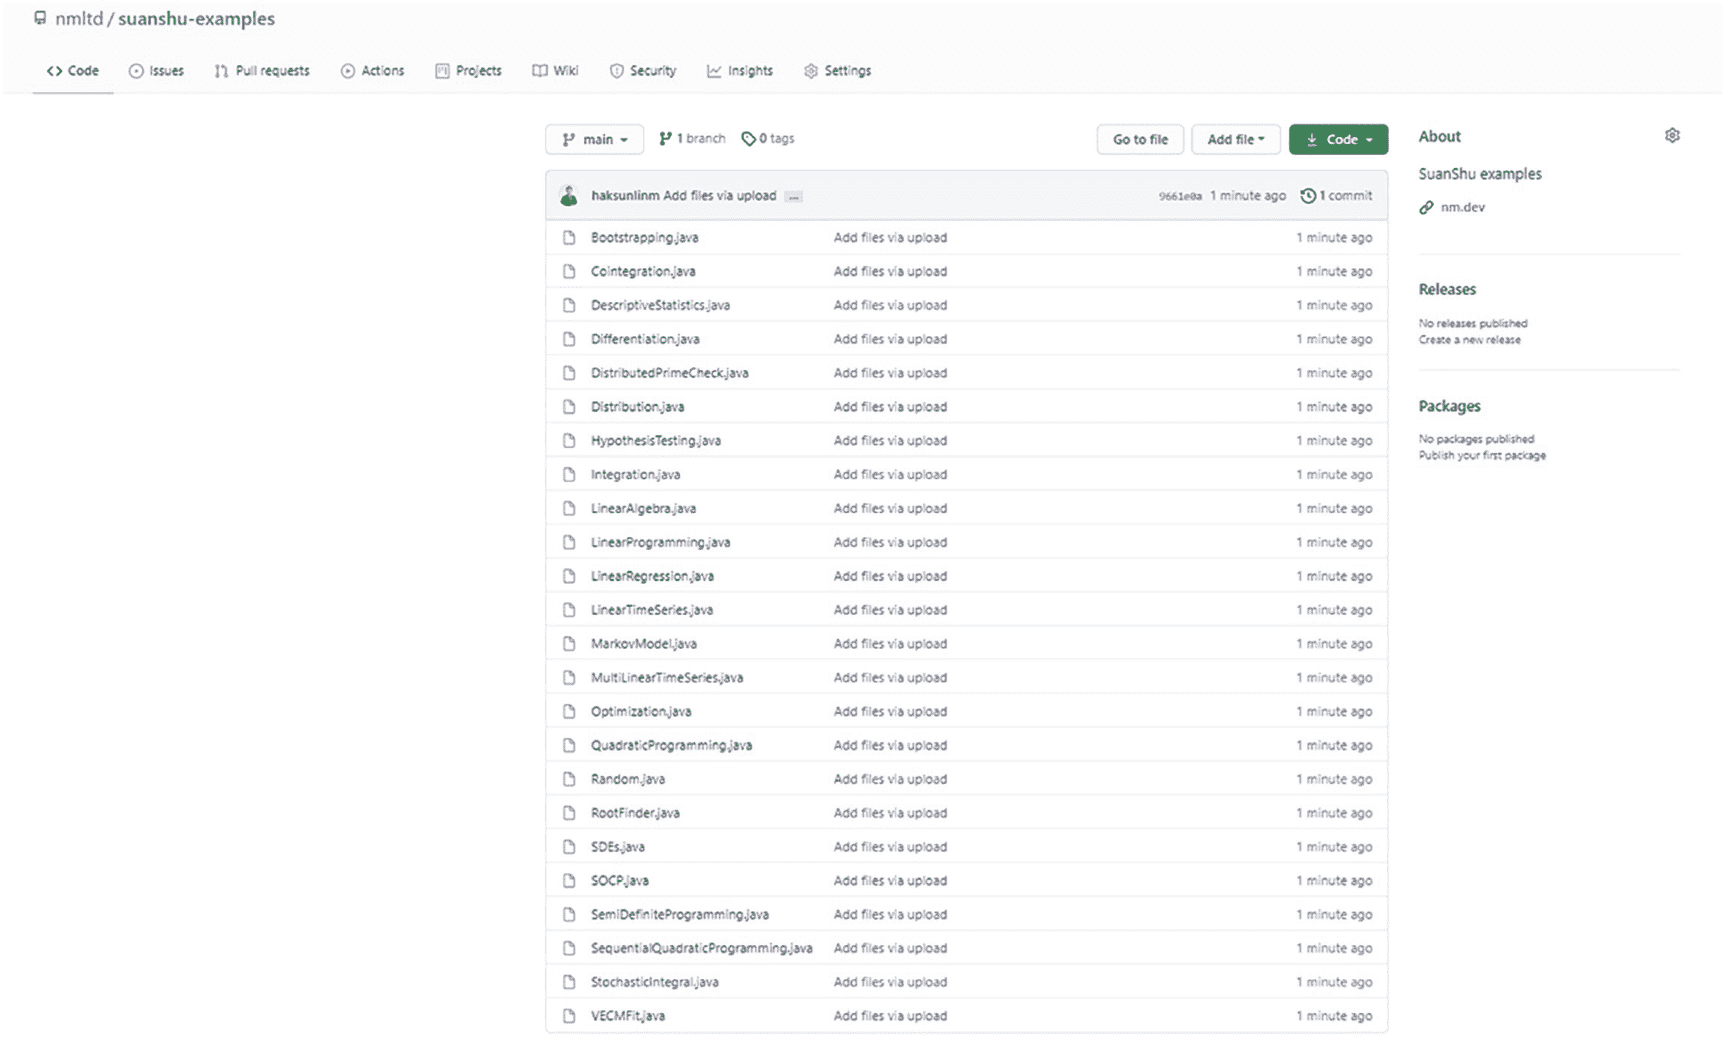 nmltd / suanshu-examples
Code Issues Pull requests Actions Projects Wiki Security Insights Settings
main 1 branch 0 tags Go to file Add file Code
haksunlinm Add files via upload ... 9661e0a 1 minute ago 1 commit
Bootstrapping.java Add files via upload 1 minute ago
Cointegration.java Add files via upload 1 minute ago
DescriptiveStatistics.java Add files via upload 1 minute ago
Differentiation.java Add files via upload 1 minute ago
DistributedPrimeCheck.java Add files via upload 1 minute ago
Distribution.java Add files via upload 1 minute ago
HypothesisTesting.java Add files via upload 1 minute ago
Integration.java Add files via upload 1 minute ago
LinearAlgebra.java Add files via upload 1 minute ago
LinearProgramming.java Add files via upload 1 minute ago
LinearRegression.java Add files via upload 1 minute ago
LinearTimeSeries.java Add files via upload 1 minute ago
MarkovModel.java Add files via upload 1 minute ago
MultiLinearTimeSeries.java Add files via upload 1 minute ago
Optimization.java Add files via upload 1 minute ago
QuadraticProgramming.java Add files via upload 1 minute ago
Random.java Add files via upload 1 minute ago
RootFinder.java Add files via upload 1 minute ago
SDEs.java Add files via upload 1 minute ago
SOCP.java Add files via upload 1 minute ago
SemiDefiniteProgramming.java Add files via upload 1 minute ago
SequentialQuadraticProgramming.java Add files via upload 1 minute ago
StochasticIntegral.java Add files via upload 1 minute ago
VECMFit.java Add files via upload 1 minute ago
About
SuanShu examples
nm.dev
Releases
No releases published
Create a new release
Packages
No packages published
Publish your first package